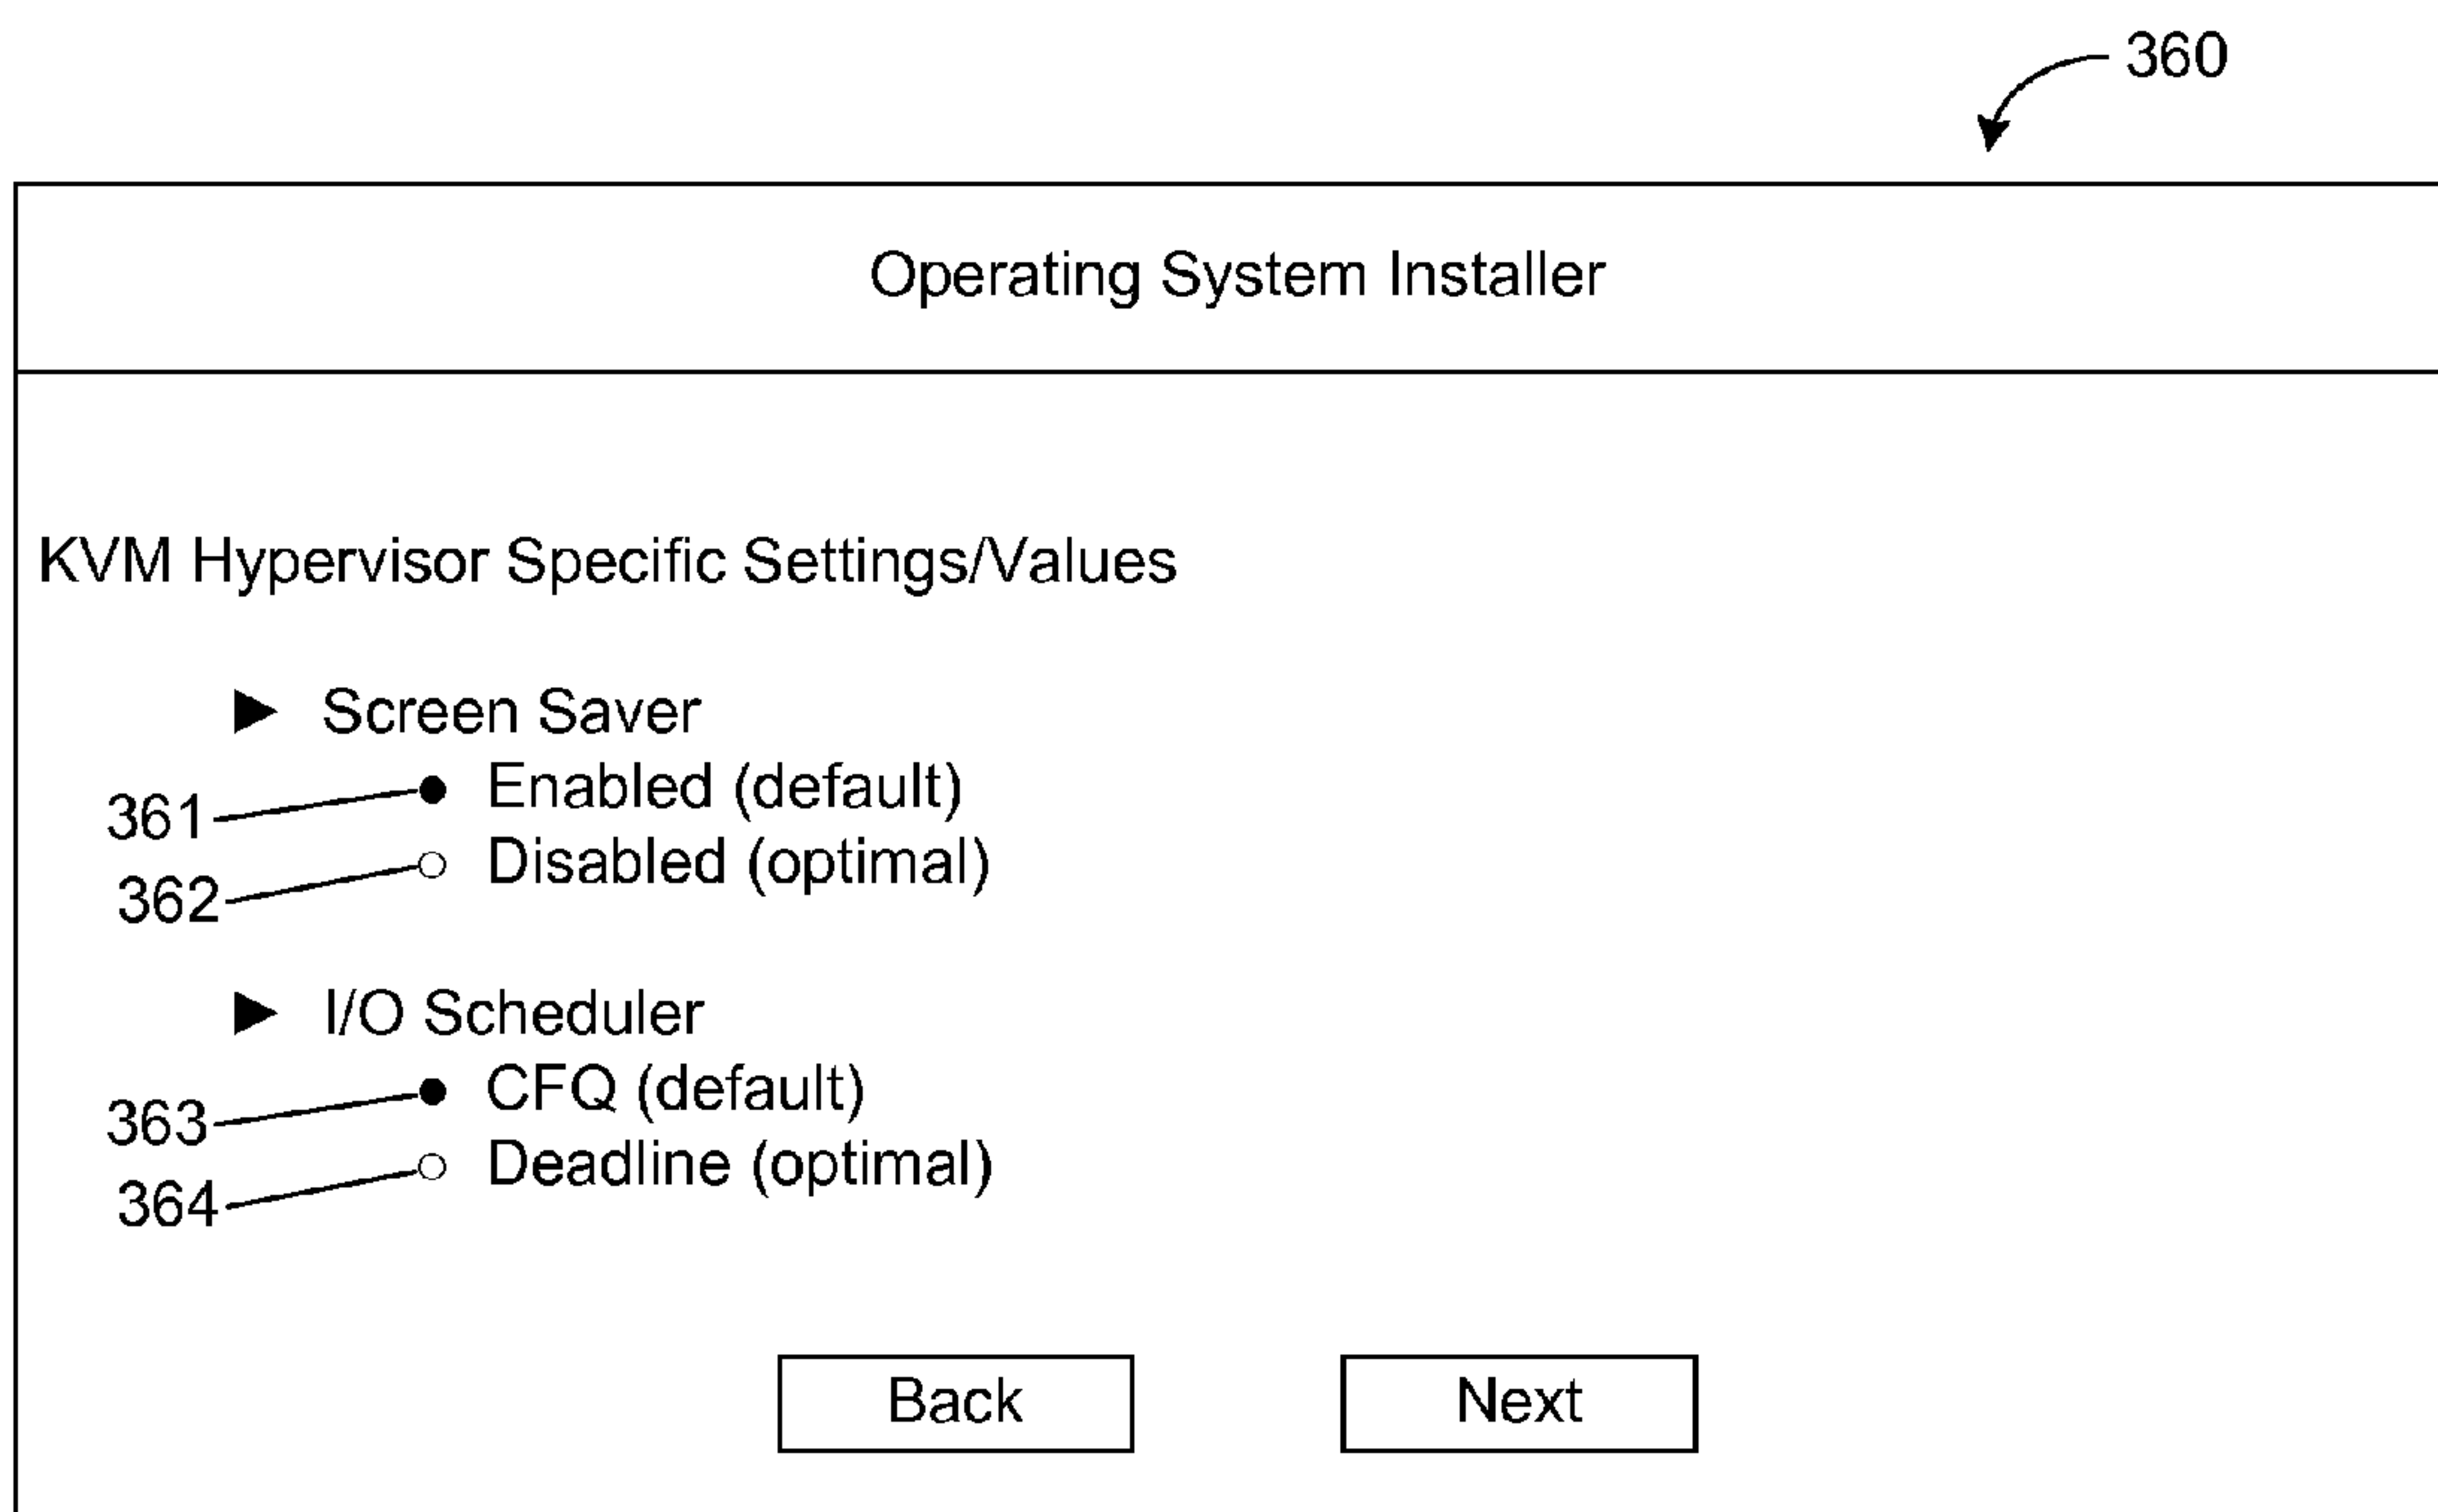 360
Operating System Installer
KVM Hypervisor Specific Settings/Values
Screen Saver
361 Enabled (default)
362 Disabled (optimal)
I/O Scheduler
363 CFQ (default)
364 Deadline (optimal)
Back Next